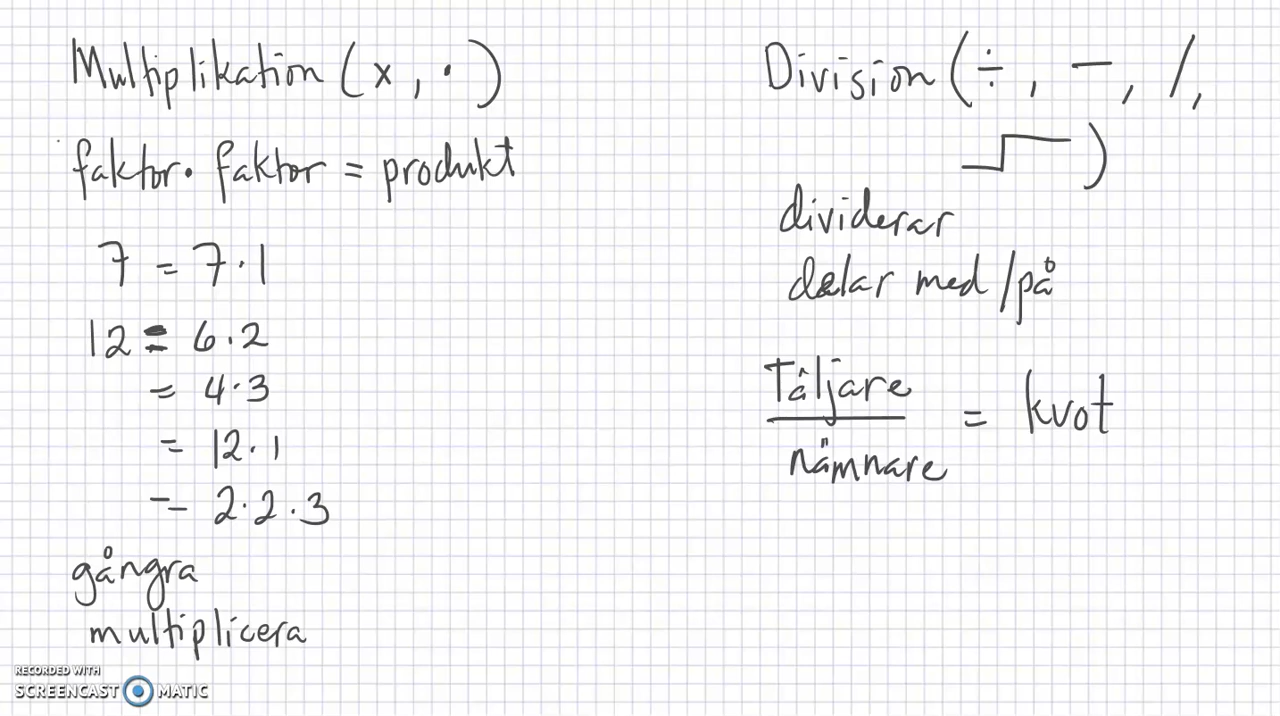 Multiplikation (x, ·)
faktor · faktor = produkt
7 = 7·1
12 = 6·2
= 4·3
= 12·1
= 2·2·3
gångra
multiplicera
Division (÷, —, /,
)
dividerar
delar med /på
Täljare
nämnare
= kvot
RECORDED WITH
SCREENCAST MATIC